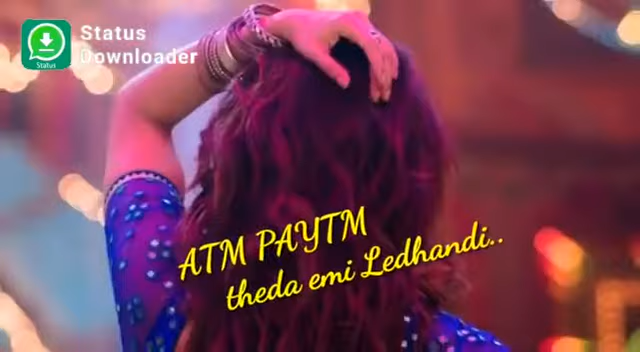 Status
Downloader
Status
ATM PAYTM
theda emi Ledhandi..